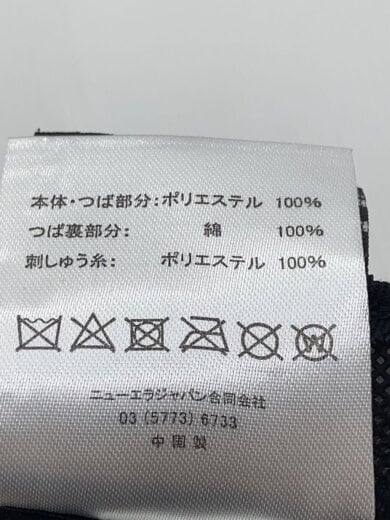 本体・つば部分:ポリエステル 100%
つば裏部分: 綿 100%
刺しゅう糸: ポリエステル 100%
ニューエラジャパン合同会社
03 (5773) 6733
中国製